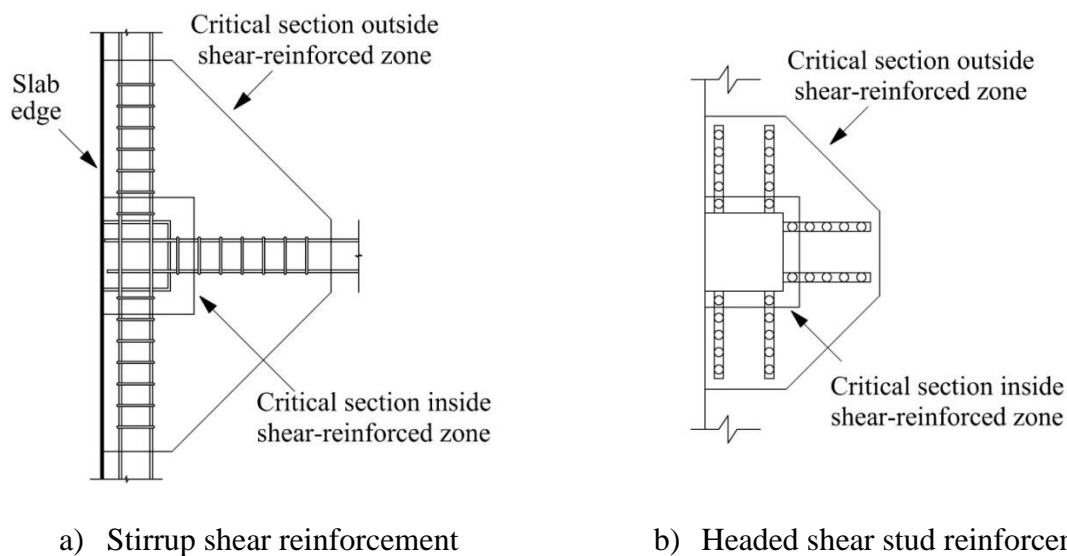 Critical section outside
shear-reinforced zone
Slab
edge
Critical section inside
shear-reinforced zone
a) Stirrup shear reinforcement
Critical section outside
shear-reinforced zone
Critical section inside
shear-reinforced zone
b) Headed shear stud reinforcer